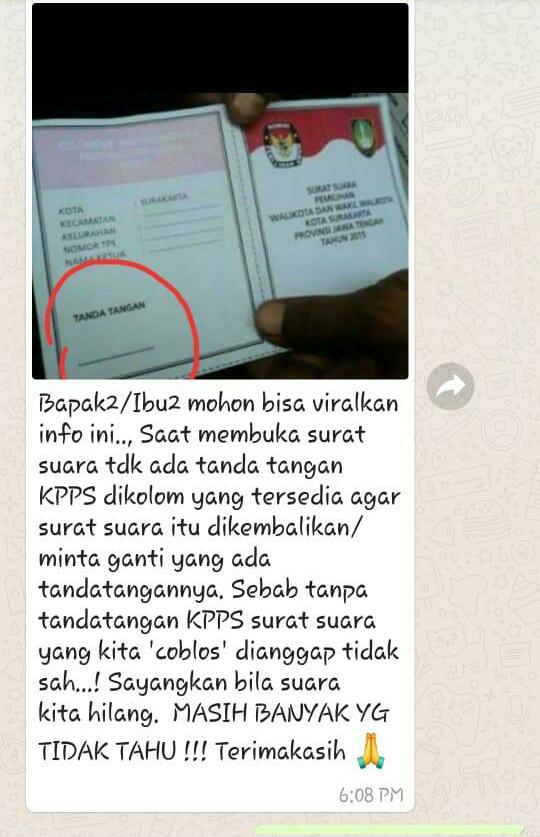 KOTA
SURAKARTA
KECAMATAN
KELURAHAN
NOMOR TPS
NAMA KETUA
TANDA TANGAN
SURAT SUARA
PEMILIHAN
WALIKOTA DAN WAKIL WALIKOTA
KOTA SURAKARTA
PROVINSI JAWA TENGAH
TAHUN 2015
Bapak2/Ibu2 mohon bisa viralkan
info ini.., Saat membuka surat
suara tdk ada tanda tangan
KPPS dikolom yang tersedia agar
surat suara itu dikembalikan/
minta ganti yang ada
tandatangannya. Sebab tanpa
tandatangan KPPS surat suara
yang kita 'coblos' dianggap tidak
sah...! Sayangkan bila suara
kita hilang. MASIH BANYAK YG
TIDAK TAHU !!! Terimakasih 🙏
6:08 PM